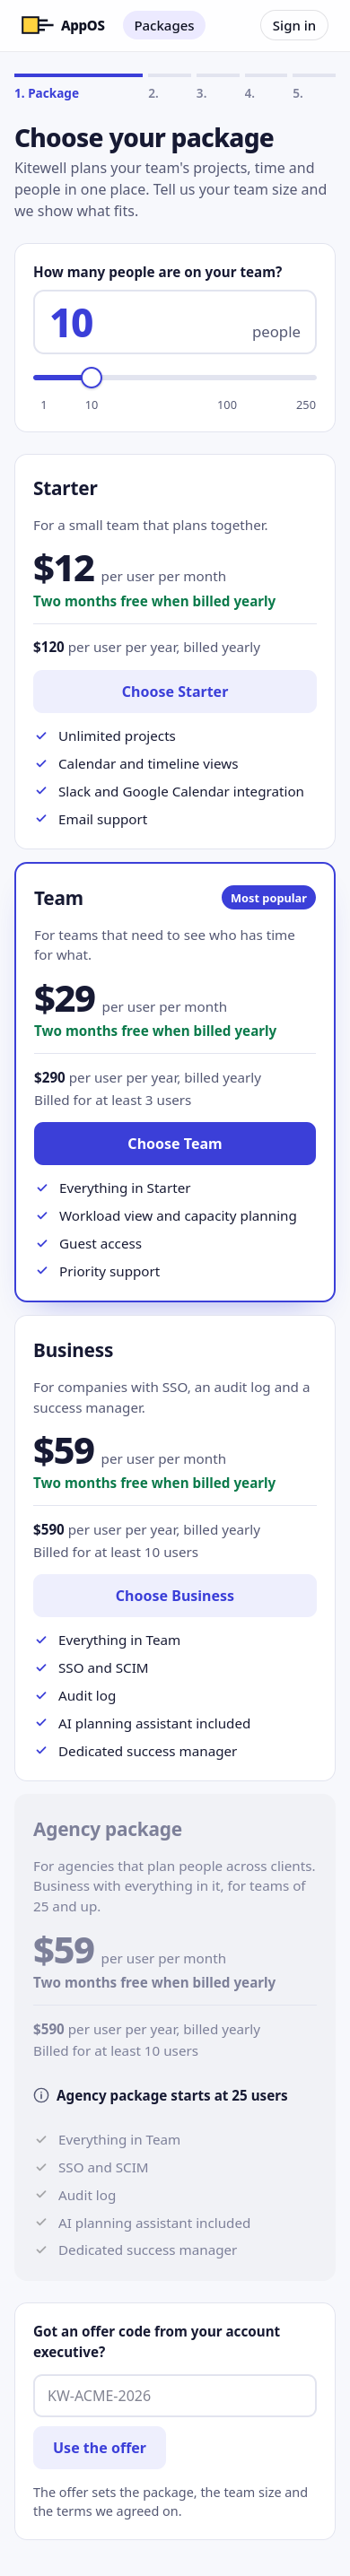 AppOS
Packages
Sign in
1. Package
2.
3.
4.
5.
Choose your package
Kitewell plans your team's projects, time and
people in one place. Tell us your team size and
we show what fits.
How many people are on your team?
10
people
1
10
100
250
Starter
For a small team that plans together.
$12 per user per month
Two months free when billed yearly
$120 per user per year, billed yearly
Choose Starter
Unlimited projects
Calendar and timeline views
Slack and Google Calendar integration
Email support
Team
Most popular
For teams that need to see who has time
for what.
$29 per user per month
Two months free when billed yearly
$290 per user per year, billed yearly
Billed for at least 3 users
Choose Team
Everything in Starter
Workload view and capacity planning
Guest access
Priority support
Business
For companies with SSO, an audit log and a
success manager.
$59 per user per month
Two months free when billed yearly
$590 per user per year, billed yearly
Billed for at least 10 users
Choose Business
Everything in Team
SSO and SCIM
Audit log
AI planning assistant included
Dedicated success manager
Agency package
For agencies that plan people across clients.
Business with everything in it, for teams of
25 and up.
$59 per user per month
Two months free when billed yearly
$590 per user per year, billed yearly
Billed for at least 10 users
Agency package starts at 25 users
Everything in Team
SSO and SCIM
Audit log
AI planning assistant included
Dedicated success manager
Got an offer code from your account
executive?
KW-ACME-2026
Use the offer
The offer sets the package, the team size and
the terms we agreed on.